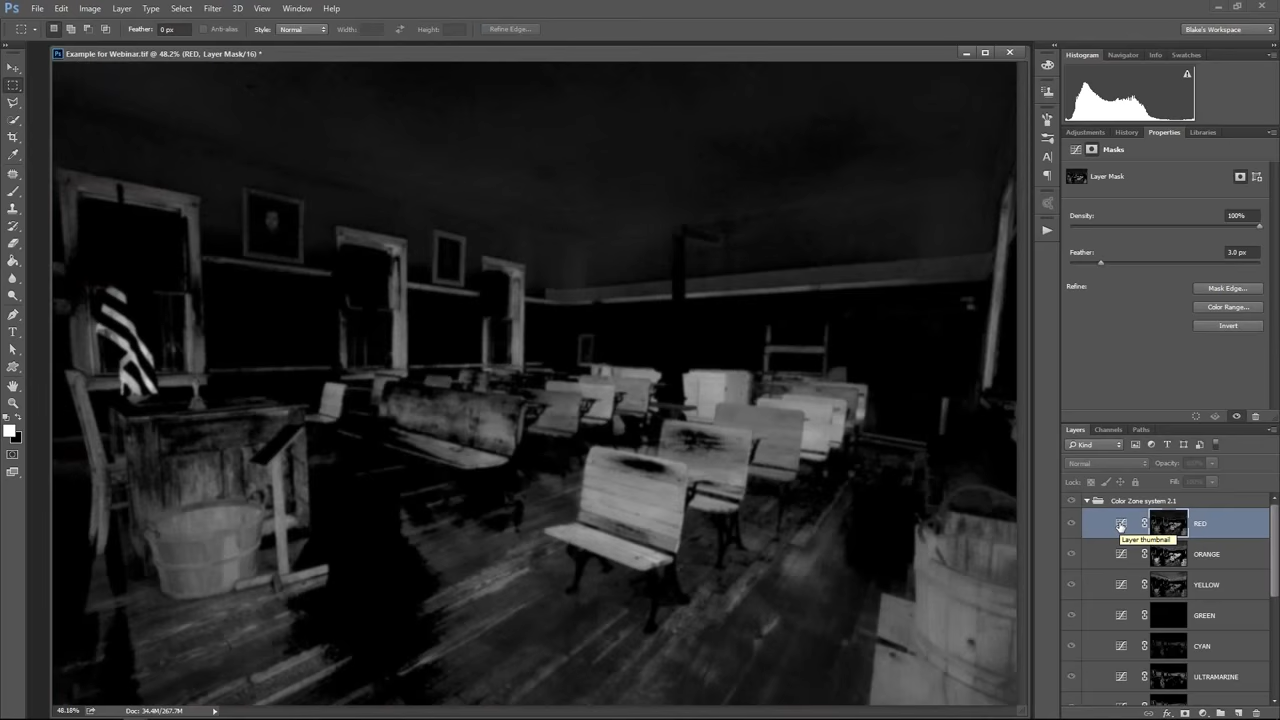 Ps File Edit Image Layer Type Select Filter 3D View Window Help
Feather: 0 px Anti-alias Style: Normal Width: Height: Refine Edge... Blake's Workspace
Ps Example for Webinar.tif @ 48.2% (RED, Layer Mask/16) *
Histogram Navigator Info Swatches
Adjustments History Properties Libraries
Masks
Layer Mask
Density: 100%
Feather: 3.0 px
Refine: Mask Edge...
Color Range...
Invert
Layers Channels Paths
Kind
Normal Opacity:
Lock: Fill:
Color Zone system 2.1
RED
Layer thumbnail
ORANGE
YELLOW
GREEN
CYAN
ULTRAMARINE
48.18% Doc: 34.4M/267.7M